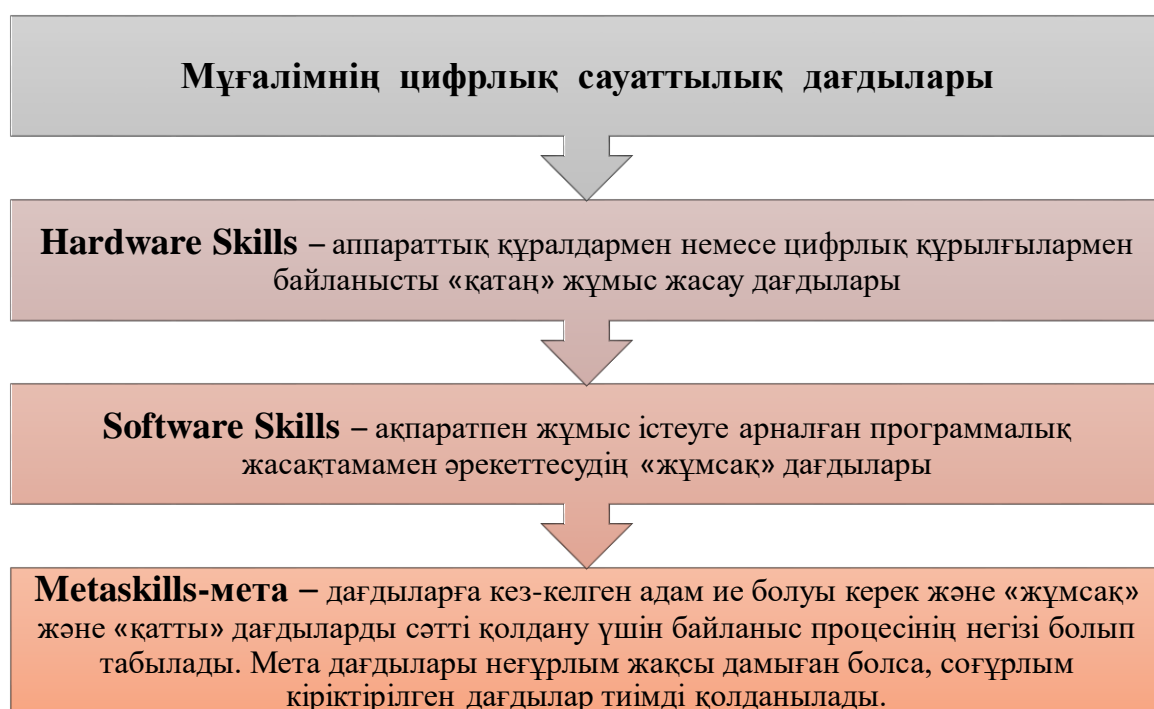 Мұғалімнің цифрлық сауаттылық дағдылары
Hardware Skills – аппараттық құралдармен немесе цифрлық құрылғылармен
байланысты «қатаң» жұмыс жасау дағдылары
Software Skills – ақпаратпен жұмыс істеуге арналған программалық
жасақтамамен әрекеттесудің «жұмсақ» дағдылары
Metaskills-мета – дағдыларға кез-келген адам ие болуы керек және «жұмсақ»
және «қатты» дағдыларды сәтті қолдану үшін байланыс процесінің негізі болып
табылады. Мета дағдылары неғұрлым жақсы дамыған болса, соғұрлым
кіріктірілген дағдылар тиімді қолданылады.